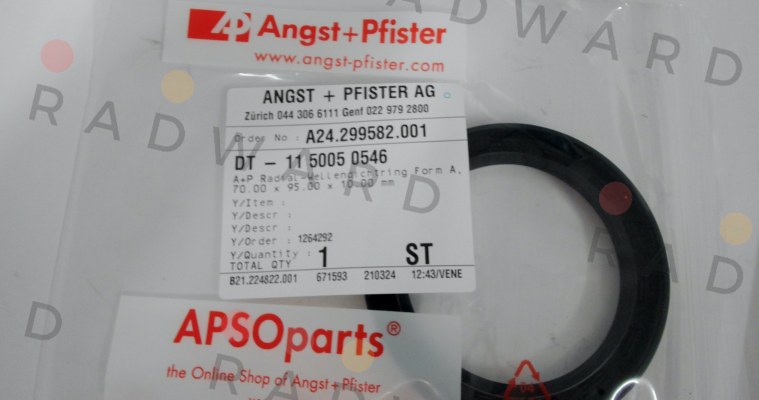 AP Angst+Pfister
www.angst-pfister.com
ANGST + PFISTER AG
Zürich 044 306 6111 Genf 022 979 2800
Order No : A24.299582.001
DT - 11 5005 0546
A+P Radial-Wellendichtring Form A,
70.00 x 95.00 x 10.00 mm
Y/Item :
Y/Descr :
Y/Descr :
Y/Order : 1264292
Y/Quantity : 1 ST
TOTAL QTY
B21.224822.001 671593 210324 12:43/VENE
APSOparts®
the Online Shop of Angst+Pfister
RADWARD
RADWARD
RADWARD
RADWARD